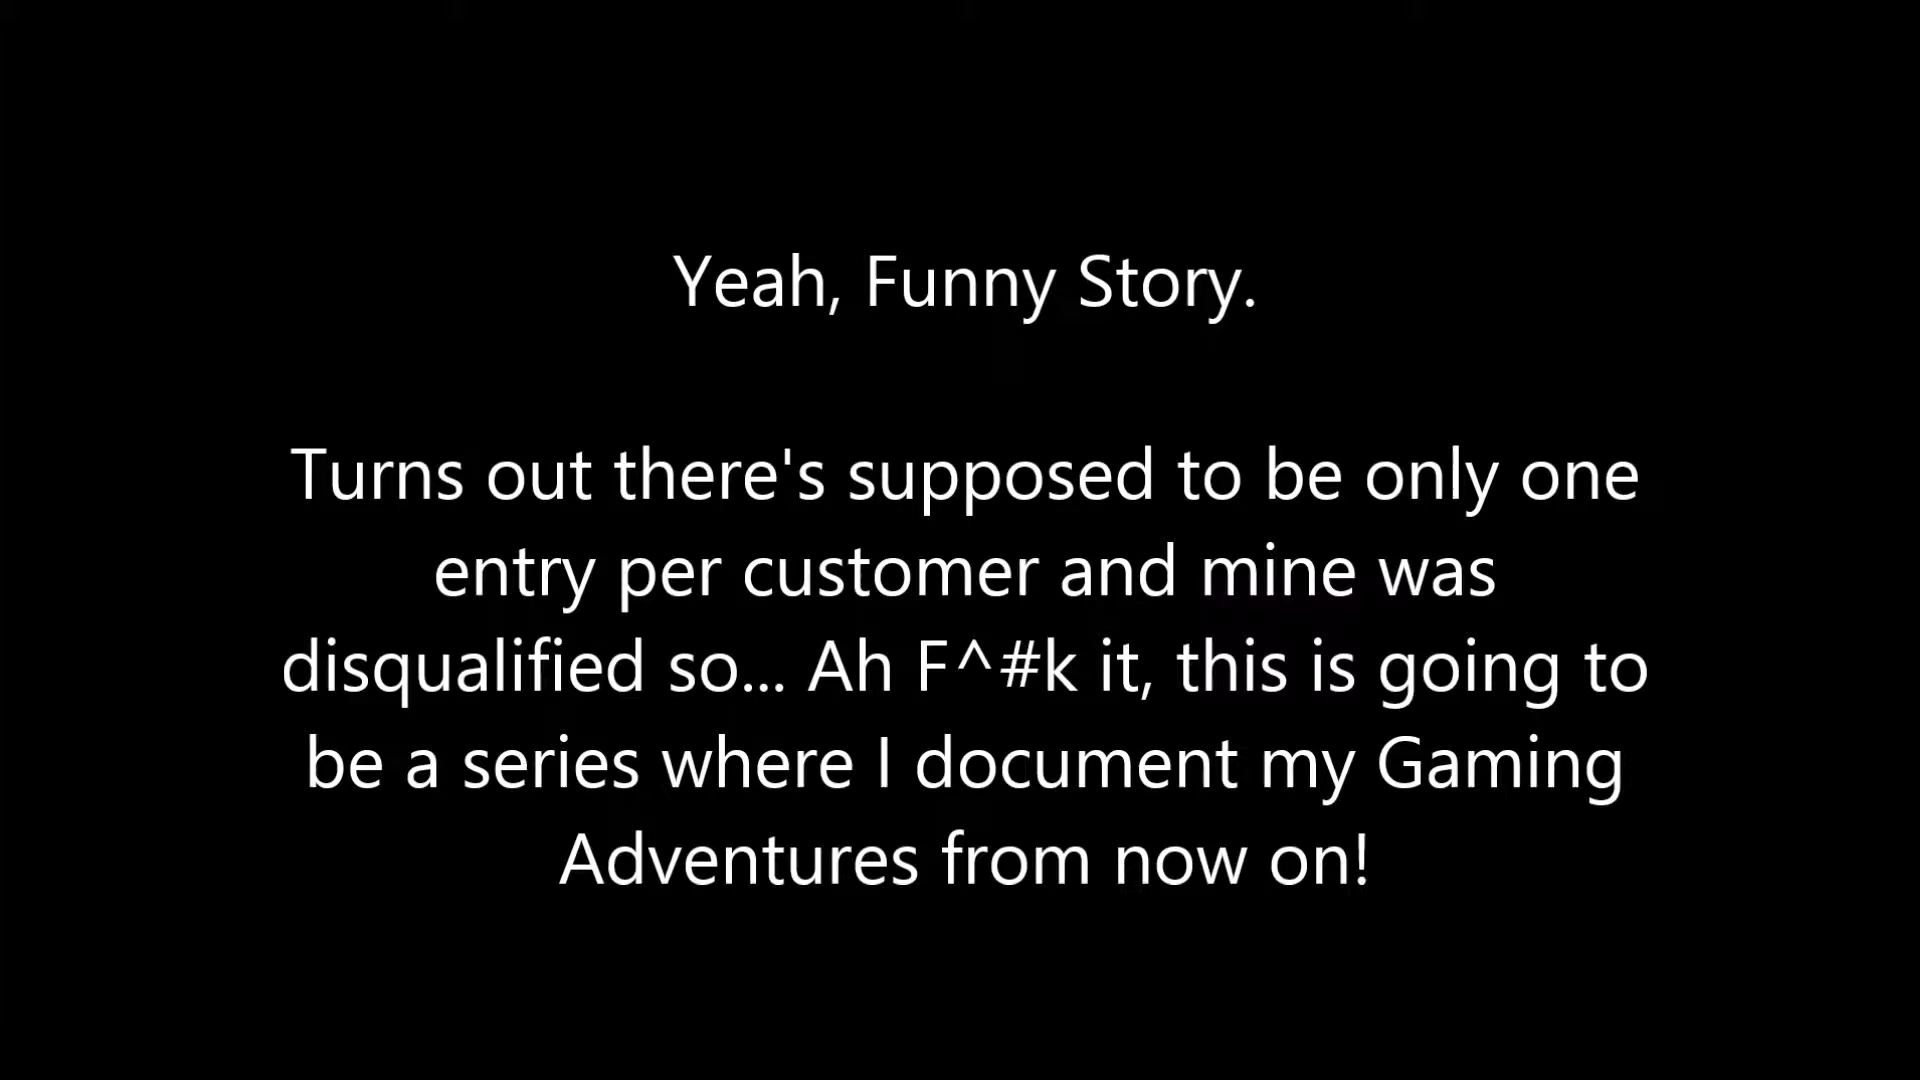 Yeah, Funny Story.
Turns out there's supposed to be only one
entry per customer and mine was
disqualified so... Ah F^#k it, this is going to
be a series where I document my Gaming
Adventures from now on!